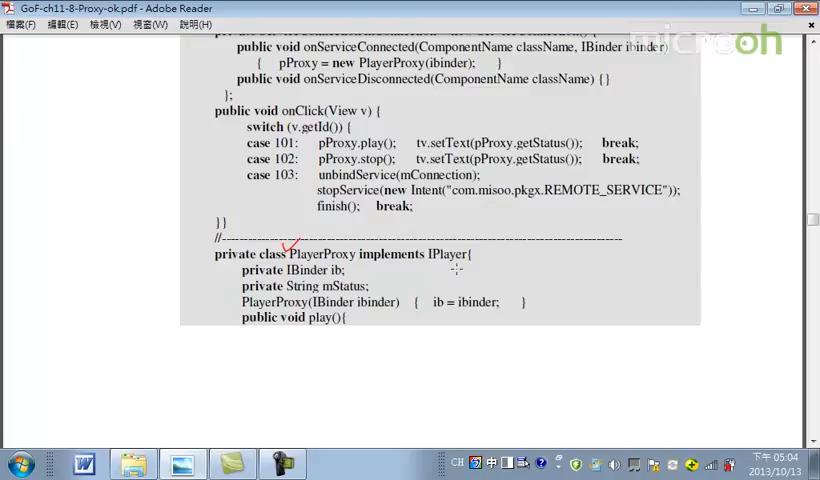 GoF-ch11-8-Proxy-ok.pdf - Adobe Reader
檔案(F) 編輯(E) 檢視(V) 視窗(W) 說明(H)
microoh
public void onServiceConnected(ComponentName className, IBinder ibinder)
{ pProxy = new PlayerProxy(ibinder); }
public void onServiceDisconnected(ComponentName className) {}
};
public void onClick(View v) {
switch (v.getId()) {
case 101: pProxy.play(); tv.setText(pProxy.getStatus()); break;
case 102: pProxy.stop(); tv.setText(pProxy.getStatus()); break;
case 103: unbindService(mConnection);
stopService(new Intent("com.misoo.pkgx.REMOTE_SERVICE"));
finish(); break;
}}
//--------------------------------------------------------------------------------------------
private class PlayerProxy implements IPlayer{
private IBinder ib;
private String mStatus;
PlayerProxy(IBinder ibinder) { ib = ibinder; }
public void play(){
CH 中
下午 05:04
2013/10/13